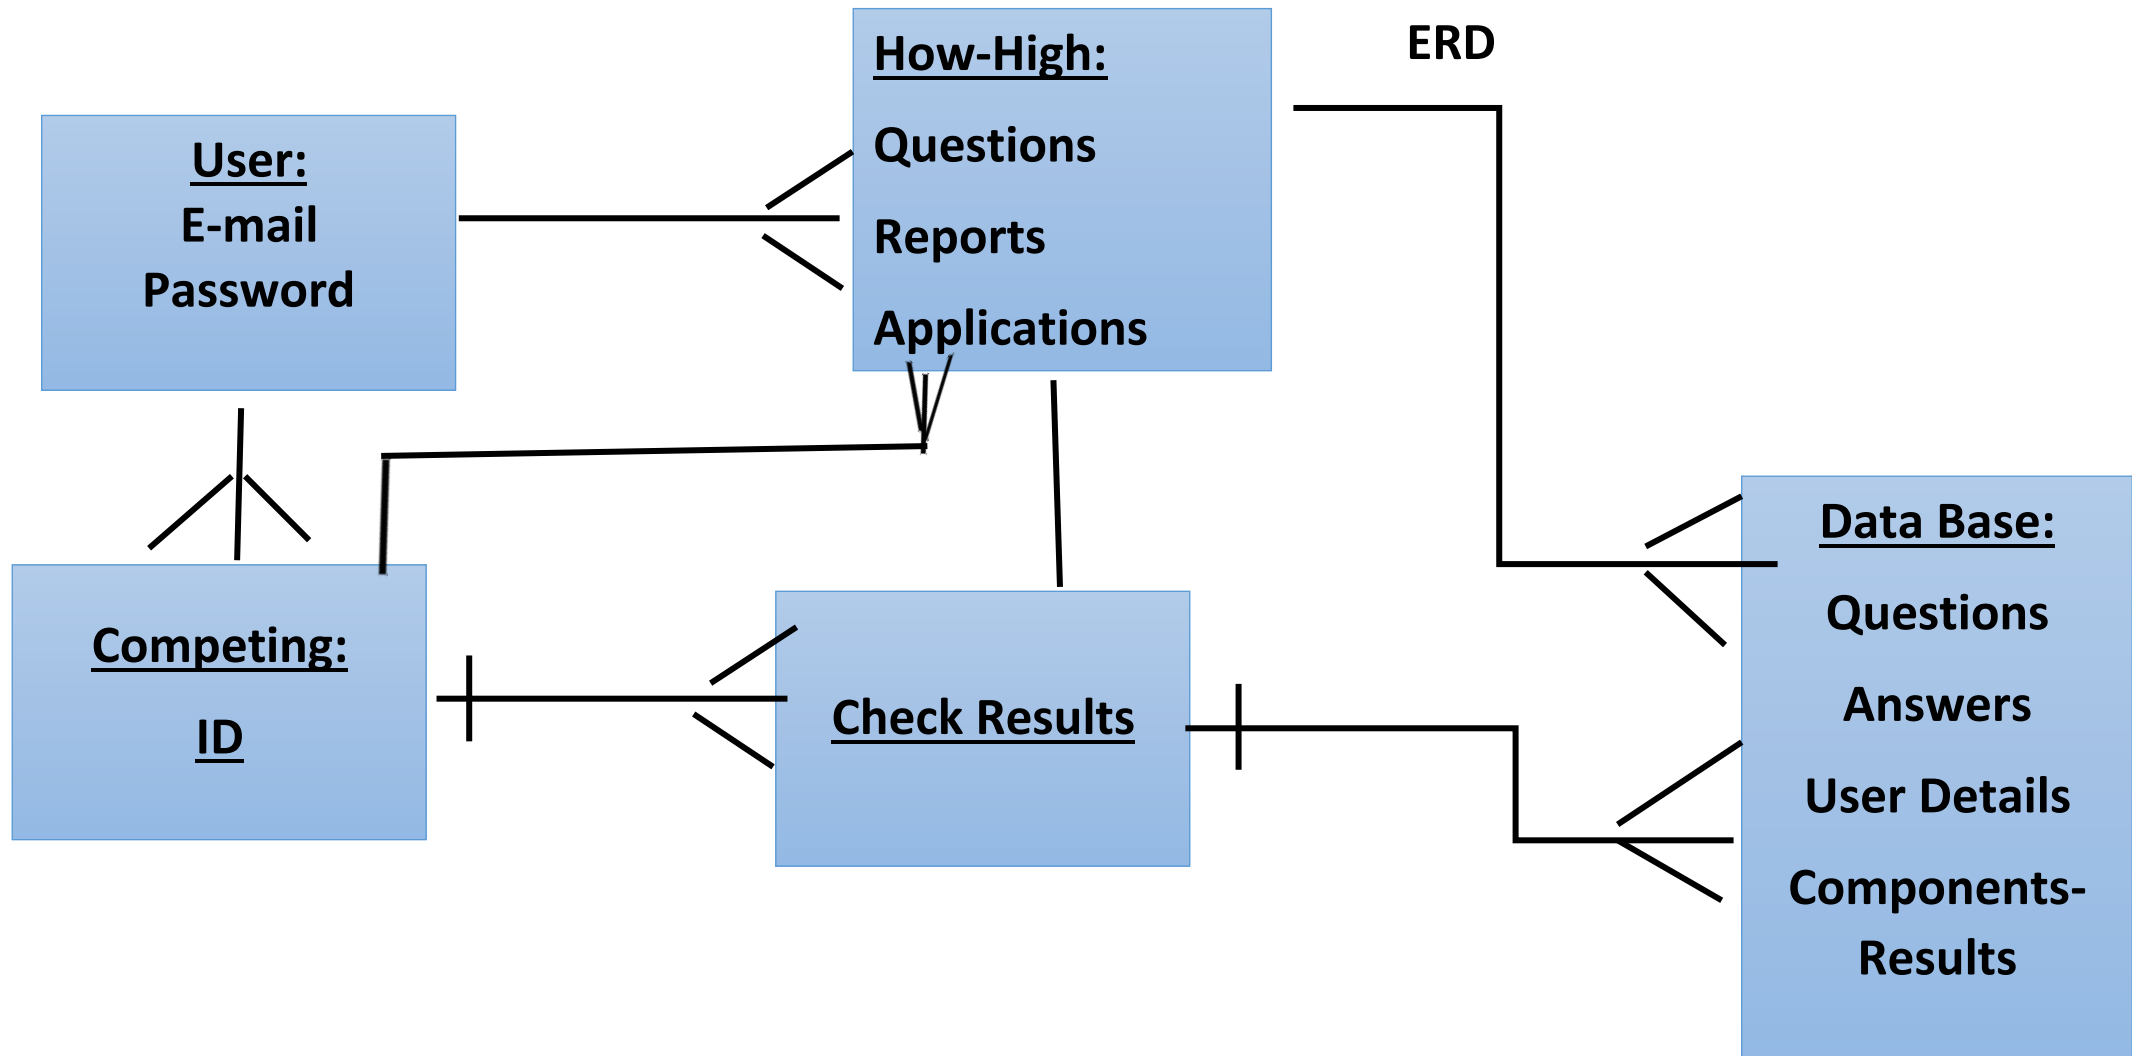 ERD
User:
E-mail
Password
How-High:
Questions
Reports
Applications
Competing:
ID
Check Results
Data Base:
Questions
Answers
User Details
Components-
Results